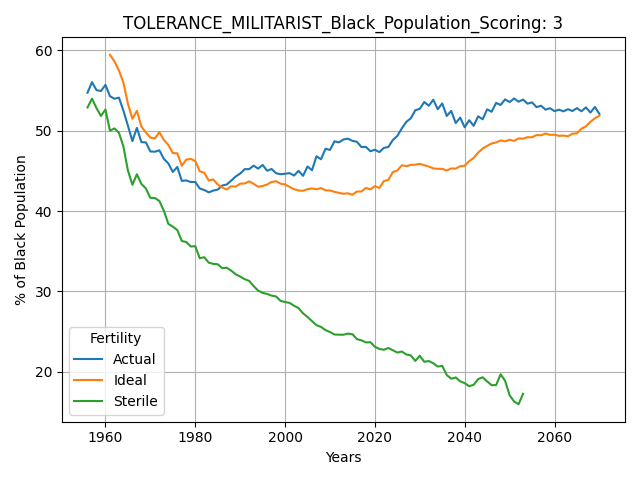 TOLERANCE_MILITARIST_Black_Population_Scoring: 3
60
50
40
30
20
% of Black Population
Fertility
Actual
Ideal
Sterile
1960 1980 2000 2020 2040 2060
Years